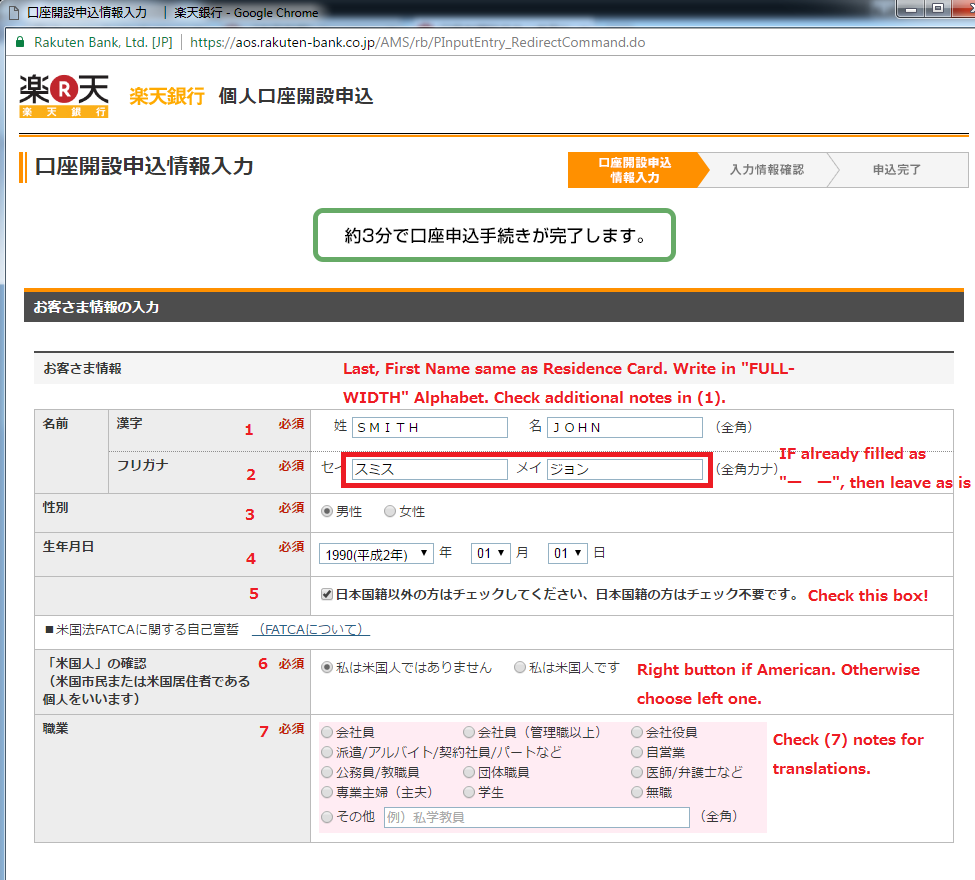 口座開設申込情報入力 | 楽天銀行 - Google Chrome
Rakuten Bank, Ltd. [JP] https://aos.rakuten-bank.co.jp/AMS/rb/PInputEntry_RedirectCommand.do
楽R天
楽天銀行
楽天銀行 個人口座開設申込
口座開設申込情報入力
口座開設申込
情報入力
入力情報確認
申込完了
約3分で口座申込手続きが完了します。
お客さま情報の入力
お客さま情報
Last, First Name same as Residence Card. Write in "FULL-
WIDTH" Alphabet. Check additional notes in (1).
名前 漢字 1 必須 姓 ＳＭＩＴＨ 名 ＪＯＨＮ （全角）
フリガナ 2 必須 セイ スミス メイ ジョン （全角カナ）
IF already filled as
"ー　ー", then leave as is
性別 3 必須 男性 女性
生年月日 4 必須 1990(平成2年) 年 01 月 01 日
5 日本国籍以外の方はチェックしてください、日本国籍の方はチェック不要です。 Check this box!
■米国法FATCAに関する自己宣誓 （FATCAについて）
「米国人」の確認 6 必須
（米国市民または米国居住者である
個人をいいます）
私は米国人ではありません 私は米国人です
Right button if American. Otherwise
choose left one.
職業 7 必須
会社員 会社員（管理職以上） 会社役員
派遣/アルバイト/契約社員/パートなど 自営業
公務員/教職員 団体職員 医師/弁護士など
専業主婦（主夫） 学生 無職
その他 例）私学教員 （全角）
Check (7) notes for
translations.